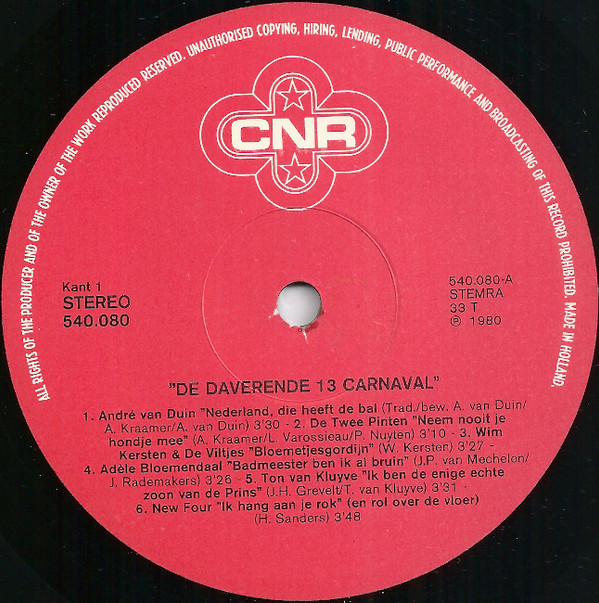 ALL RIGHTS OF THE PRODUCER AND OF THE OWNER OF THE WORK REPRODUCED RESERVED. UNAUTHORISED COPYING, HIRING, LENDING, PUBLIC PERFORMANCE AND BROADCASTING OF THIS RECORD PROHIBITED. MADE IN HOLLAND.
CNR
Kant 1
STEREO
540.080
540.080-A
STEMRA
33 T
℗ 1980
"DE DAVERENDE 13 CARNAVAL"
1. André van Duin "Nederland, die heeft de bal (Trad./bew. A. van Duin/
A. Kraamer/A. van Duin) 3'30 - 2. De Twee Pinten "Neem nooit je
hondje mee" (A. Kraamer/L. Varossieau/P. Nuyten) 3'10 - 3. Wim
Kersten & De Viltjes "Bloemetjesgordijn" (W. Kersten) 3'27 -
4. Adèle Bloemendaal "Badmeester ben ik al bruin" (J.P. van Mechelen/
J. Rademakers) 3'26 - 5. Ton van Kluyve "Ik ben de enige echte
zoon van de Prins" (J.H. Grevelt/T. van Kluyve) 3'31 -
6. New Four "Ik hang aan je rok" (en rol over de vloer)
(H. Sanders) 3'48